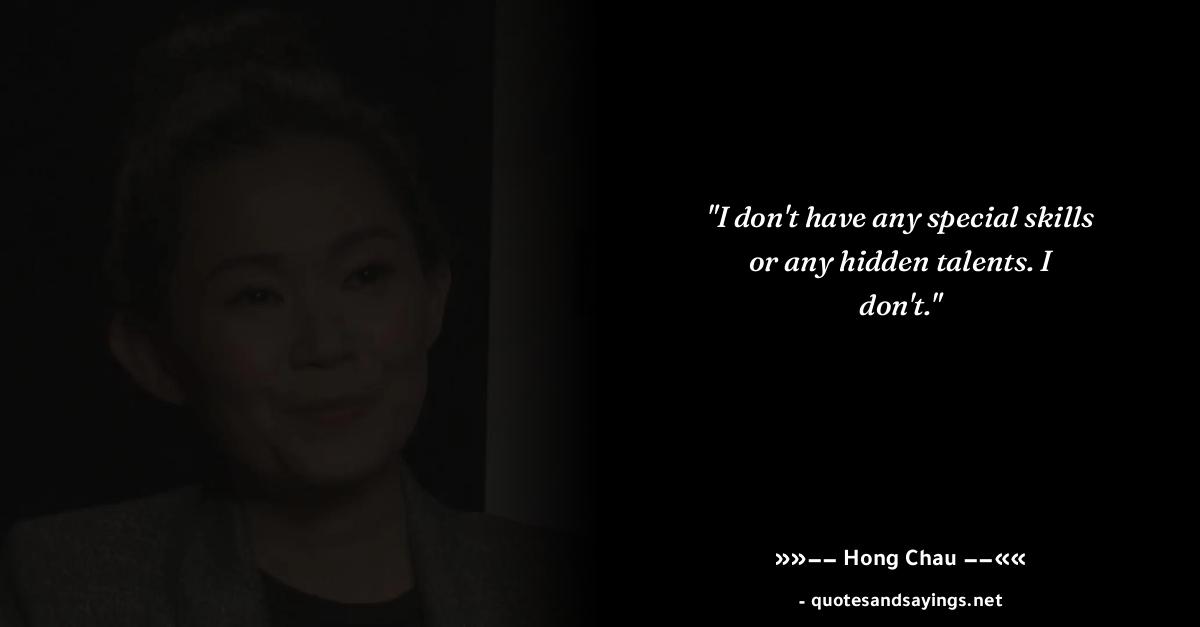 "I don't have any special skills
or any hidden talents. I
don't."
»»–– Hong Chau ––««
- quotesandsayings.net